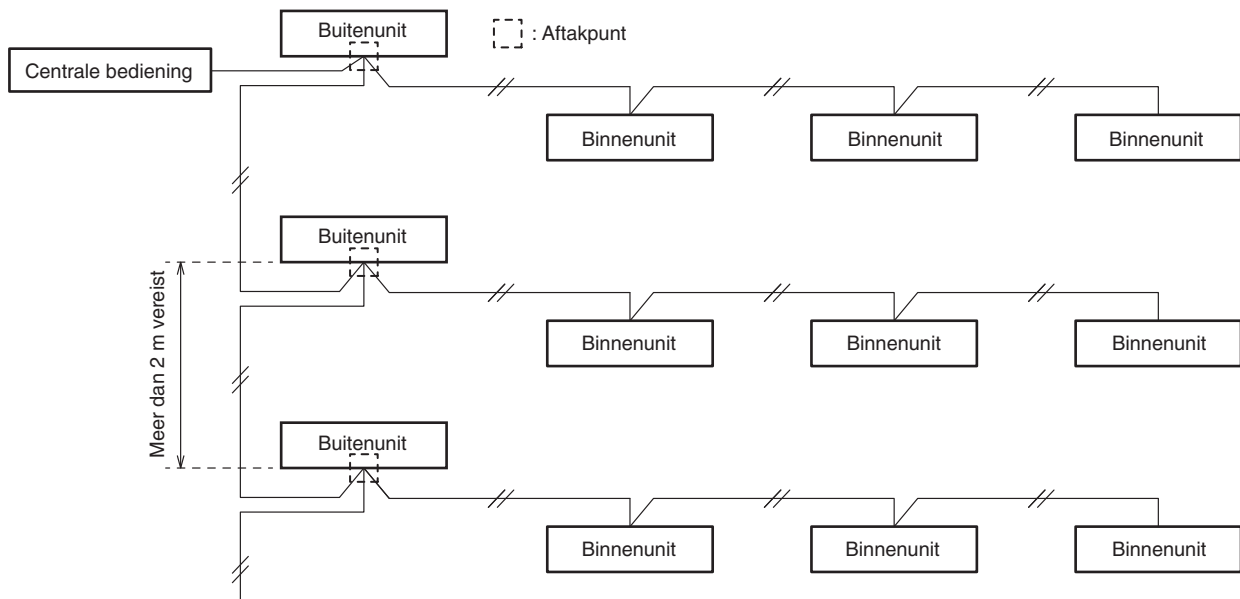 Buitenunit
: Aftakpunt
Centrale bediening
Binnenunit
Binnenunit
Binnenunit
Buitenunit
Meer dan 2 m vereist
Binnenunit
Binnenunit
Binnenunit
Buitenunit
Binnenunit
Binnenunit
Binnenunit